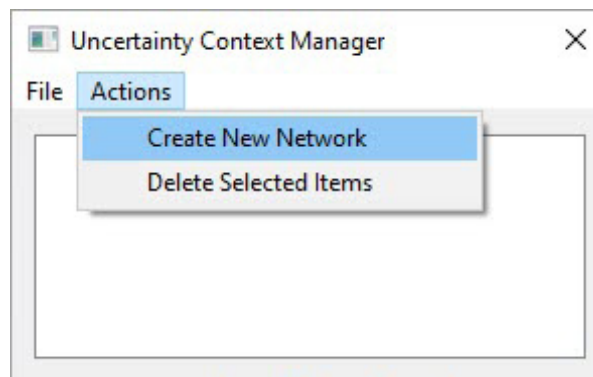 Uncertainty Context Manager
File Actions
Create New Network
Delete Selected Items